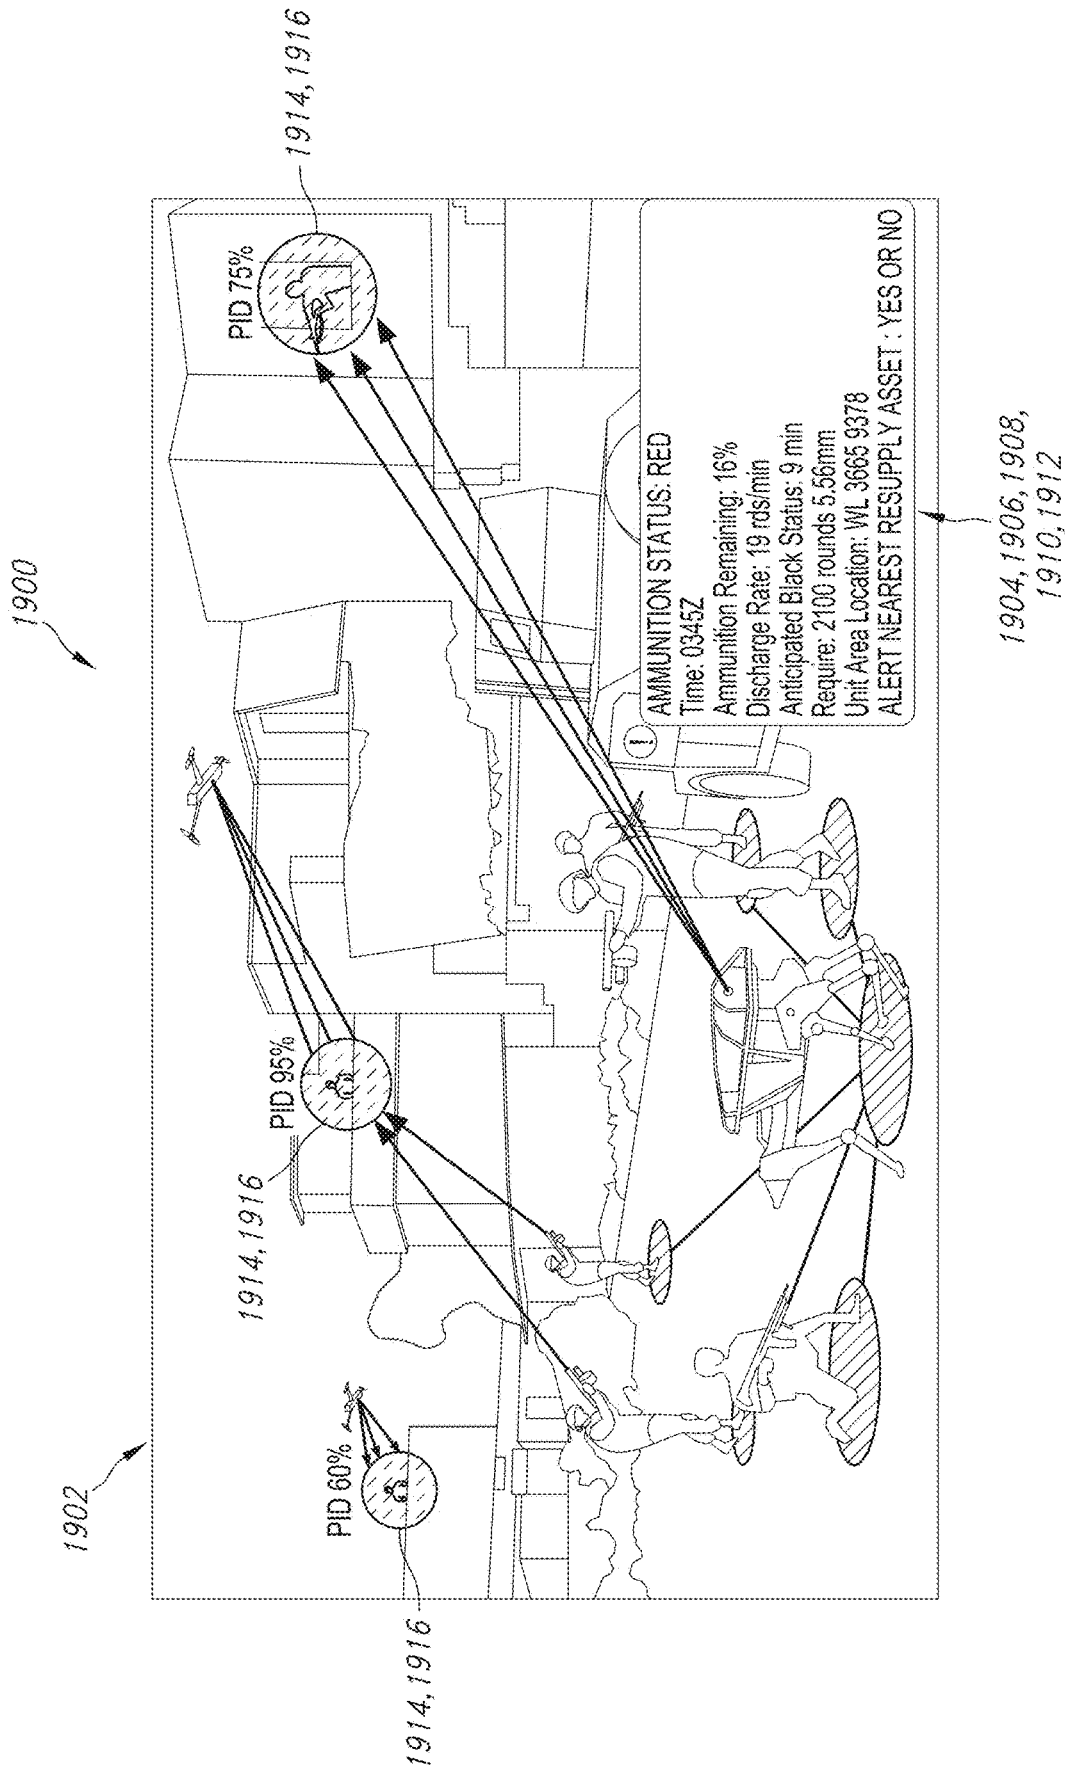 1900
1902
PID 60%
1914,1916
PID 95%
1914,1916
PID 75%
1914,1916
AMMUNITION STATUS: RED
Time: 0345Z
Ammunition Remaining: 16%
Discharge Rate: 19 rds/min
Anticipated Black Status: 9 min
Require: 2100 rounds 5.56mm
Unit Area Location: WL 3665 9378
ALERT NEAREST RESUPPLY ASSET : YES OR NO
!
1904,1906,1908,
1910,1912